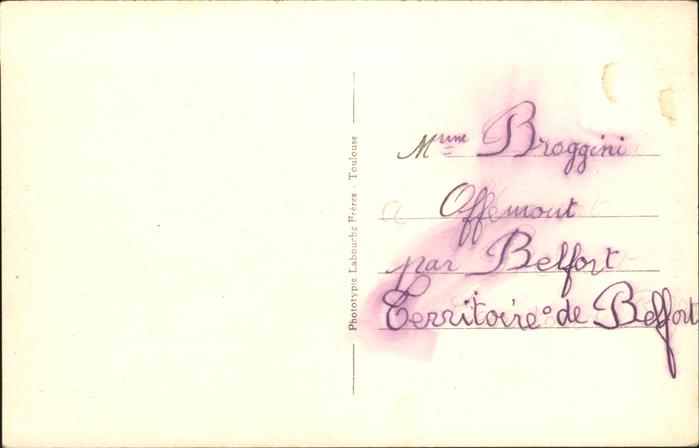 Phototypie Labouche Frères - Toulouse
Mme Broggini
a Offemont
par Belfort
Territoire de Belfort